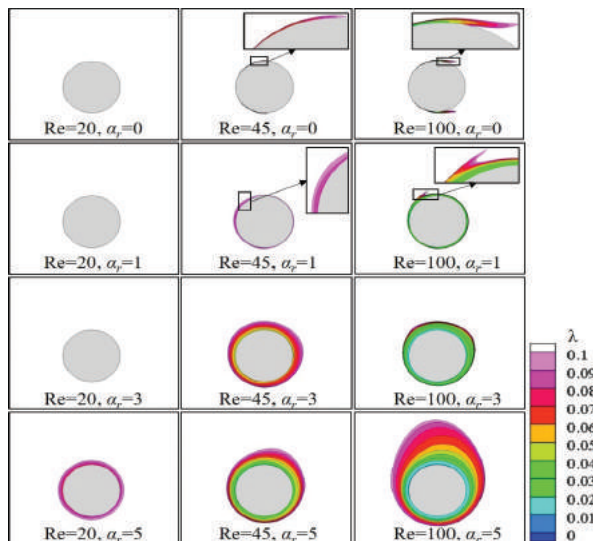 Re=20, αr=0
Re=45, αr=0
Re=100, αr=0
Re=20, αr=1
Re=45, αr=1
Re=100, αr=1
Re=20, αr=3
Re=45, αr=3
Re=100, αr=3
Re=20, αr=5
Re=45, αr=5
Re=100, αr=5
λ
0.1
0.09
0.08
0.07
0.06
0.05
0.04
0.03
0.02
0.01
0